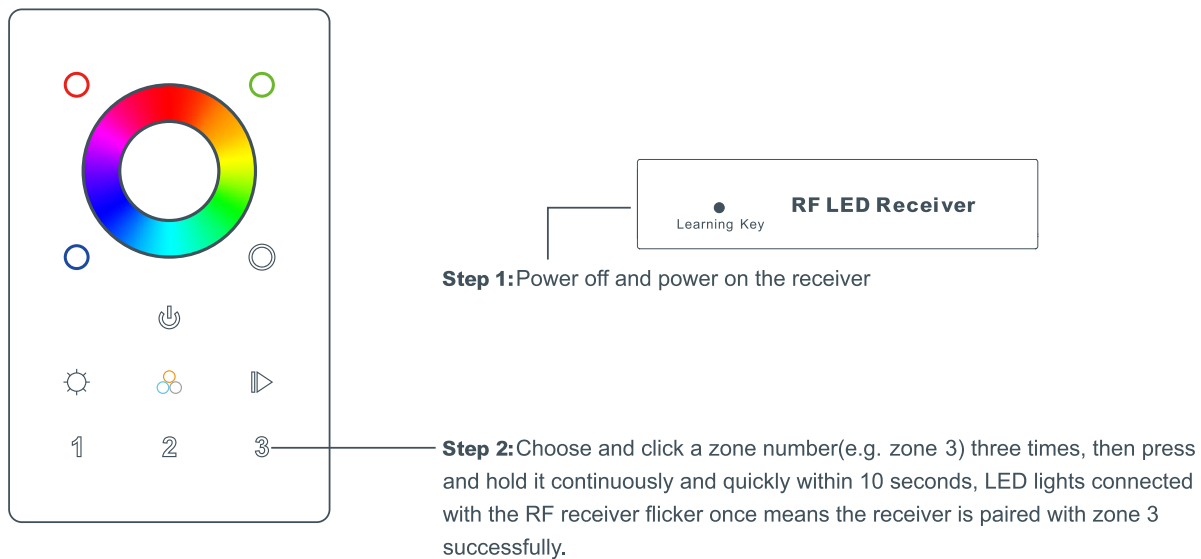 RF LED Receiver
Learning Key
Step 1:Power off and power on the receiver
1 2 3
Step 2:Choose and click a zone number(e.g. zone 3) three times, then press
and hold it continuously and quickly within 10 seconds, LED lights connected
with the RF receiver flicker once means the receiver is paired with zone 3
successfully.